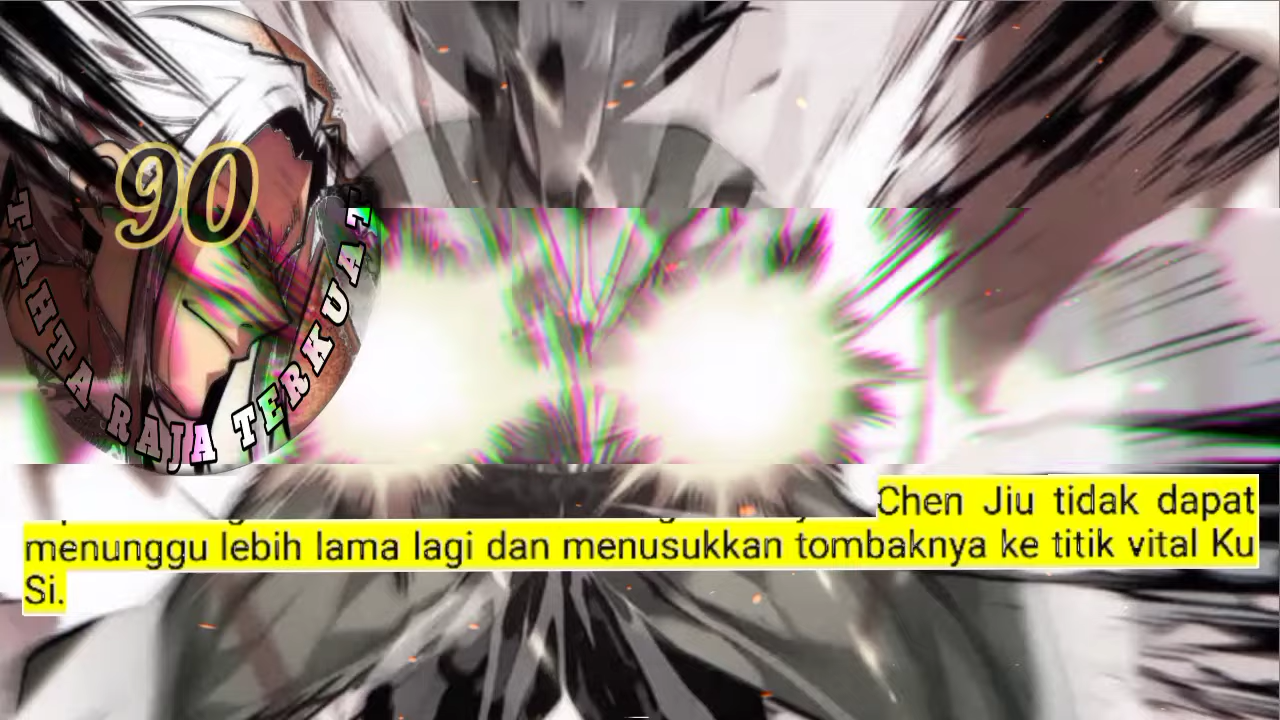 90
TAHTA RAJA TERKUAT
Chen Jiu tidak dapat
menunggu lebih lama lagi dan menusukkan tombaknya ke titik vital Ku
Si.